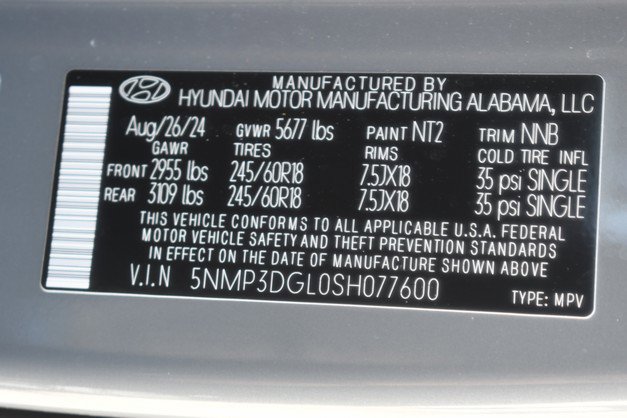 MANUFACTURED BY
HYUNDAI MOTOR MANUFACTURING ALABAMA, LLC
Aug/26/24 GVWR 5677 lbs PAINT NT2 TRIM NNB
GAWR TIRES RIMS COLD TIRE INFL
FRONT 2955 lbs 245/60R18 7.5JX18 35 psi SINGLE
REAR 3109 lbs 245/60R18 7.5JX18 35 psi SINGLE
THIS VEHICLE CONFORMS TO ALL APPLICABLE U.S.A. FEDERAL
MOTOR VEHICLE SAFETY AND THEFT PREVENTION STANDARDS
IN EFFECT ON THE DATE OF MANUFACTURE SHOWN ABOVE
V.I.N 5NMP3DGL0SH077600 TYPE: MPV